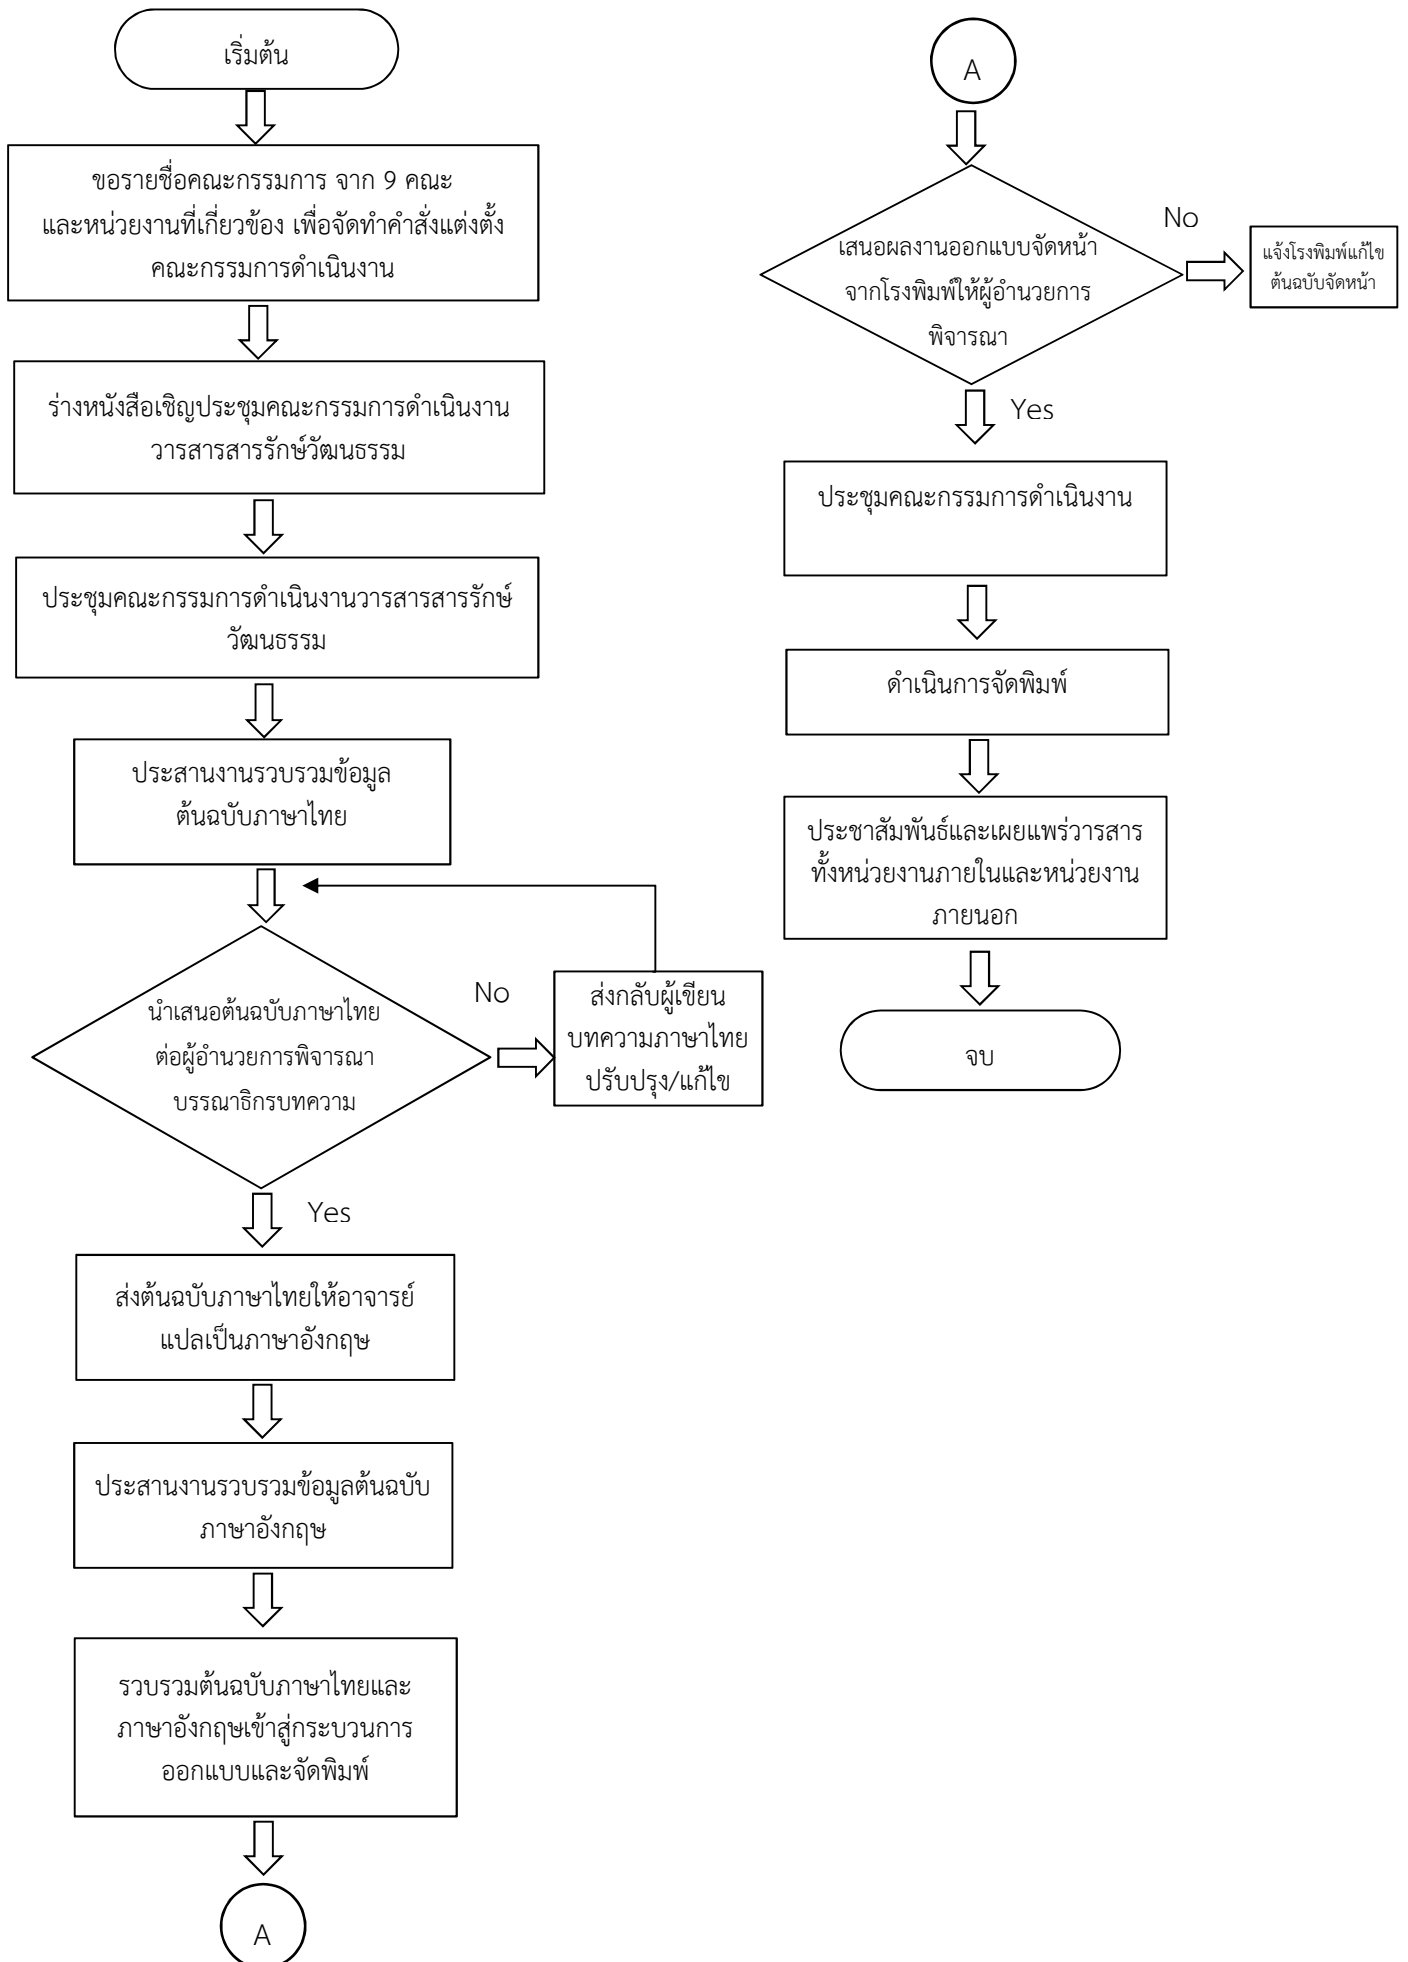 เริ่มต้น
ขอรายชื่อคณะกรรมการ จาก 9 คณะ
และหน่วยงานที่เกี่ยวข้อง เพื่อจัดทำคำสั่งแต่งตั้ง
คณะกรรมการดำเนินงาน
ร่างหนังสือเชิญประชุมคณะกรรมการดำเนินงาน
วารสารสารรักษ์วัฒนธรรม
ประชุมคณะกรรมการดำเนินงานวารสารสารรักษ์
วัฒนธรรม
ประสานงานรวบรวมข้อมูล
ต้นฉบับภาษาไทย
นำเสนอต้นฉบับภาษาไทย
ต่อผู้อำนวยการพิจารณา
บรรณาธิกรบทความ
No
ส่งกลับผู้เขียน
บทความภาษาไทย
ปรับปรุง/แก้ไข
Yes
ส่งต้นฉบับภาษาไทยให้อาจารย์
แปลเป็นภาษาอังกฤษ
ประสานงานรวบรวมข้อมูลต้นฉบับ
ภาษาอังกฤษ
รวบรวมต้นฉบับภาษาไทยและ
ภาษาอังกฤษเข้าสู่กระบวนการ
ออกแบบและจัดพิมพ์
A
A
เสนอผลงานออกแบบจัดหน้า
จากโรงพิมพ์ให้ผู้อำนวยการ
พิจารณา
No
แจ้งโรงพิมพ์แก้ไข
ต้นฉบับจัดหน้า
Yes
ประชุมคณะกรรมการดำเนินงาน
ดำเนินการจัดพิมพ์
ประชาสัมพันธ์และเผยแพร่วารสาร
ทั้งหน่วยงานภายในและหน่วยงาน
ภายนอก
จบ